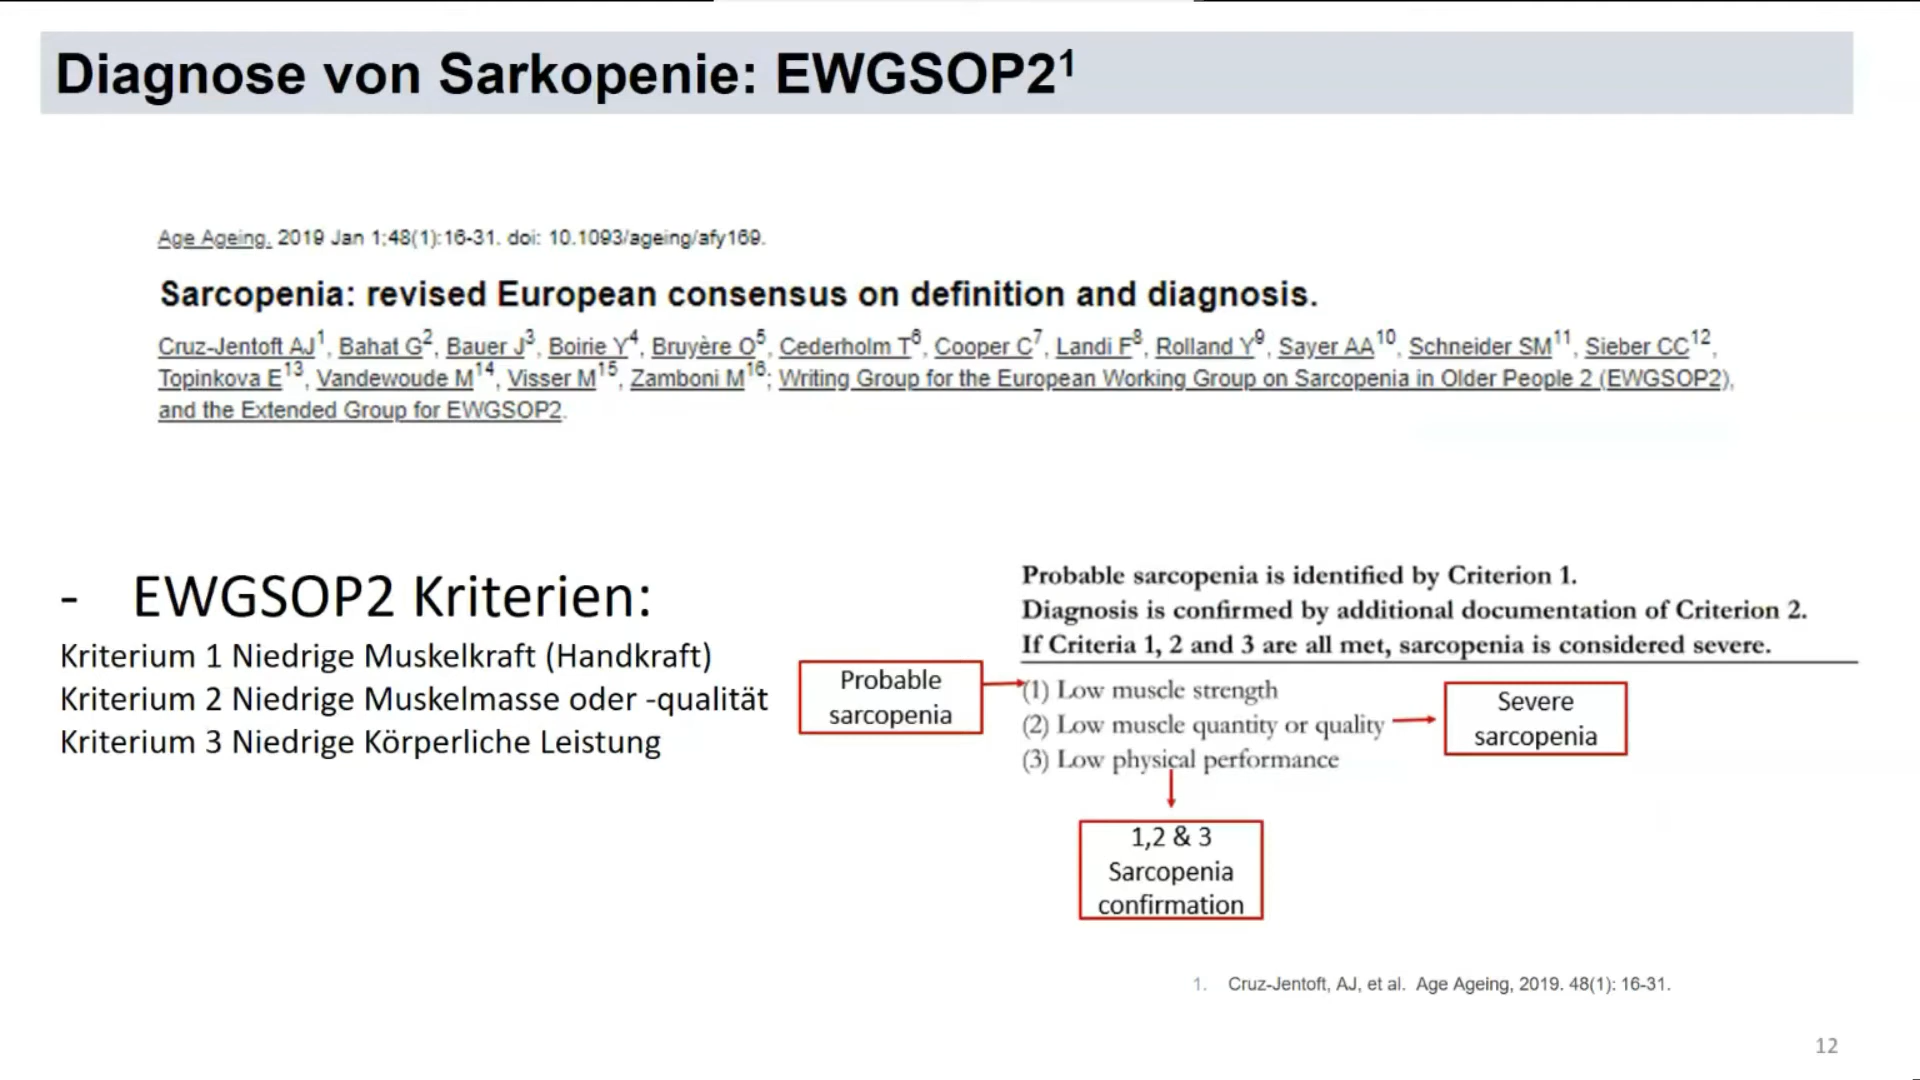 Diagnose von Sarkopenie: EWGSOP2¹
Age Ageing. 2019 Jan 1;48(1):16-31. doi: 10.1093/ageing/afy169.
Sarcopenia: revised European consensus on definition and diagnosis.
Cruz-Jentoft AJ¹, Bahat G², Bauer J³, Boirie Y⁴, Bruyère O⁵, Cederholm T⁶, Cooper C⁷, Landi F⁸, Rolland Y⁹, Sayer AA¹⁰, Schneider SM¹¹, Sieber CC¹²,
Topinkova E¹³, Vandewoude M¹⁴, Visser M¹⁵, Zamboni M¹⁶; Writing Group for the European Working Group on Sarcopenia in Older People 2 (EWGSOP2),
and the Extended Group for EWGSOP2.
- EWGSOP2 Kriterien:
Kriterium 1 Niedrige Muskelkraft (Handkraft)
Kriterium 2 Niedrige Muskelmasse oder -qualität
Kriterium 3 Niedrige Körperliche Leistung
Probable sarcopenia is identified by Criterion 1.
Diagnosis is confirmed by additional documentation of Criterion 2.
If Criteria 1, 2 and 3 are all met, sarcopenia is considered severe.
Probable
sarcopenia
(1) Low muscle strength
(2) Low muscle quantity or quality
(3) Low physical performance
Severe
sarcopenia
1,2 & 3
Sarcopenia
confirmation
1. Cruz-Jentoft, AJ, et al. Age Ageing, 2019. 48(1): 16-31.
12